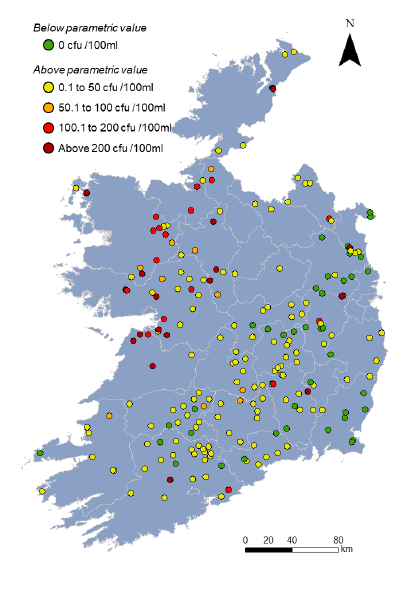 Below parametric value
0 cfu /100ml
Above parametric value
0.1 to 50 cfu /100ml
50.1 to 100 cfu /100ml
100.1 to 200 cfu /100ml
Above 200 cfu /100ml
N
0 20 40 80
km